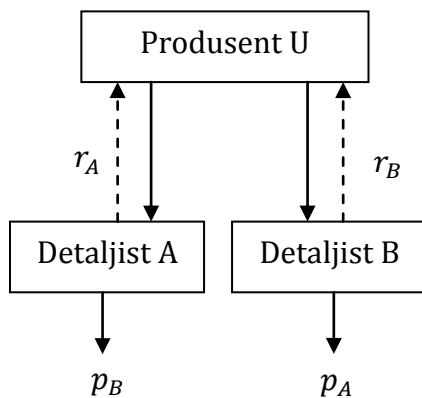 Produsent U
r_A
r_B
Detaljist A
Detaljist B
p_B
p_A